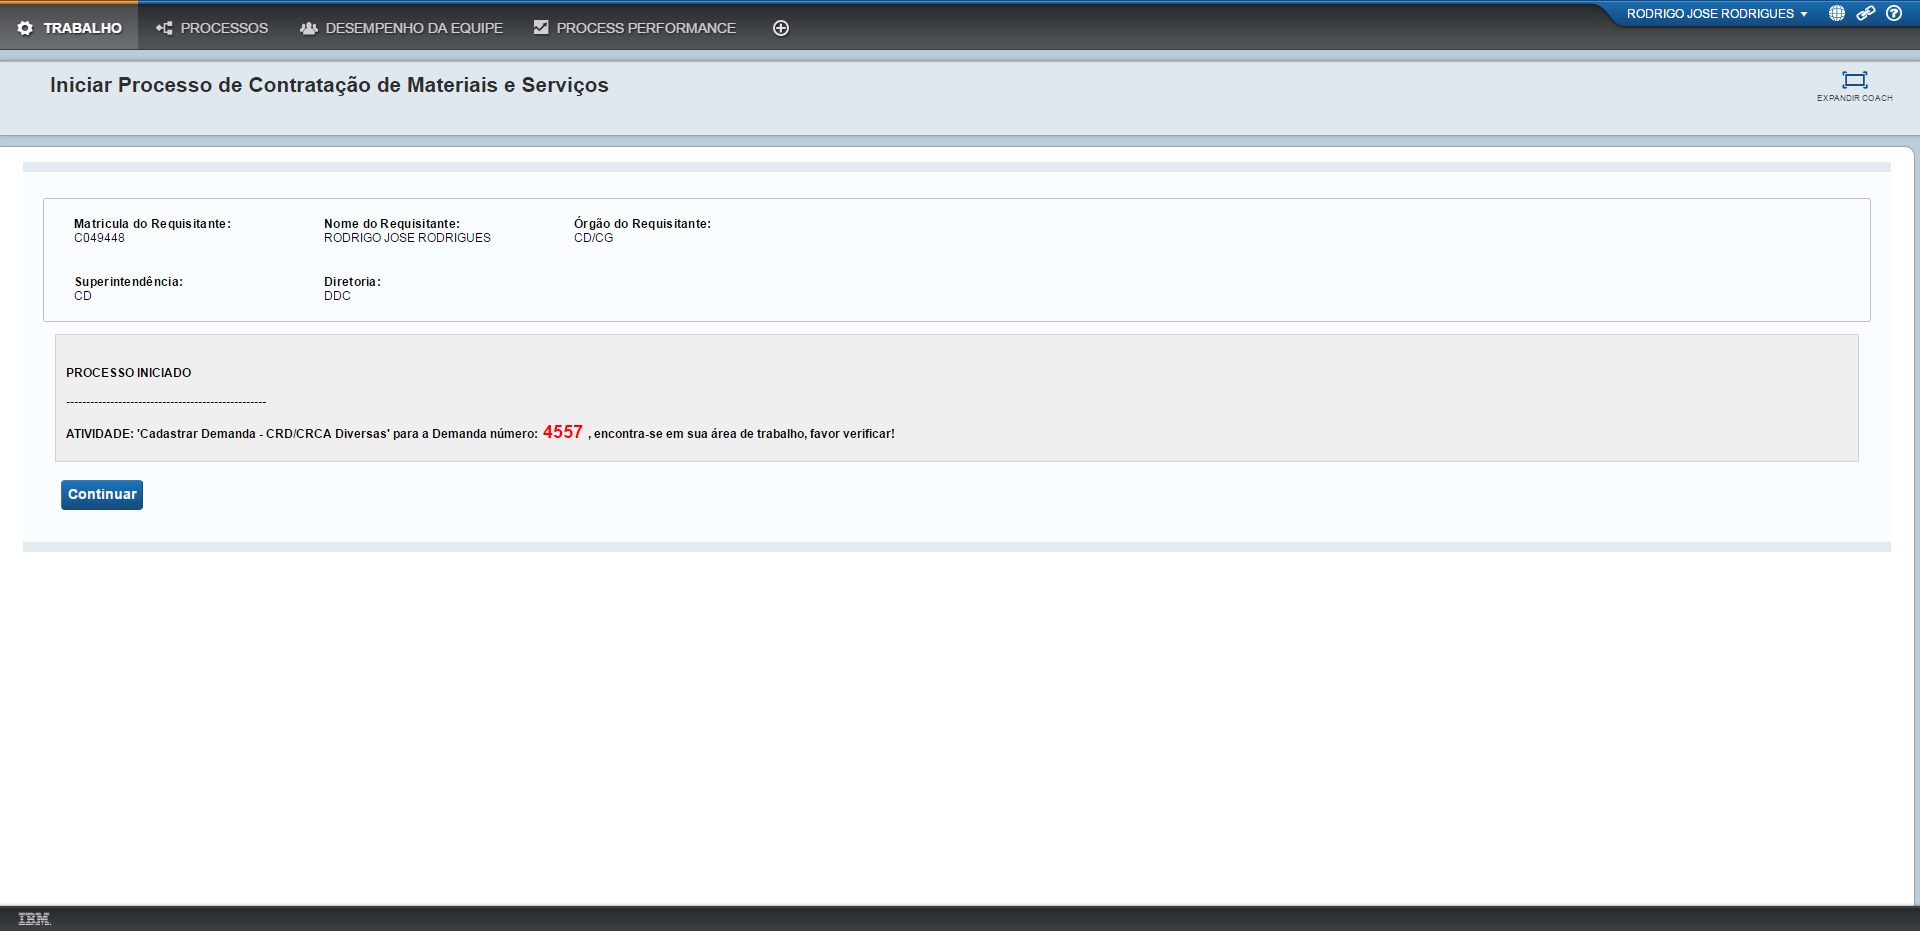 TRABALHO PROCESSOS DESEMPENHO DA EQUIPE PROCESS PERFORMANCE RODRIGO JOSE RODRIGUES
Iniciar Processo de Contratação de Materiais e Serviços
EXPANDIR COACH
Matricula do Requisitante: Nome do Requisitante: Órgão do Requisitante:
C049448 RODRIGO JOSE RODRIGUES CD/CG
Superintendência: Diretoria:
CD DDC
PROCESSO INICIADO
--------------------------------------------------
ATIVIDADE: 'Cadastrar Demanda - CRD/CRCA Diversas' para a Demanda número: 4557 , encontra-se em sua área de trabalho, favor verificar!
Continuar
IBM